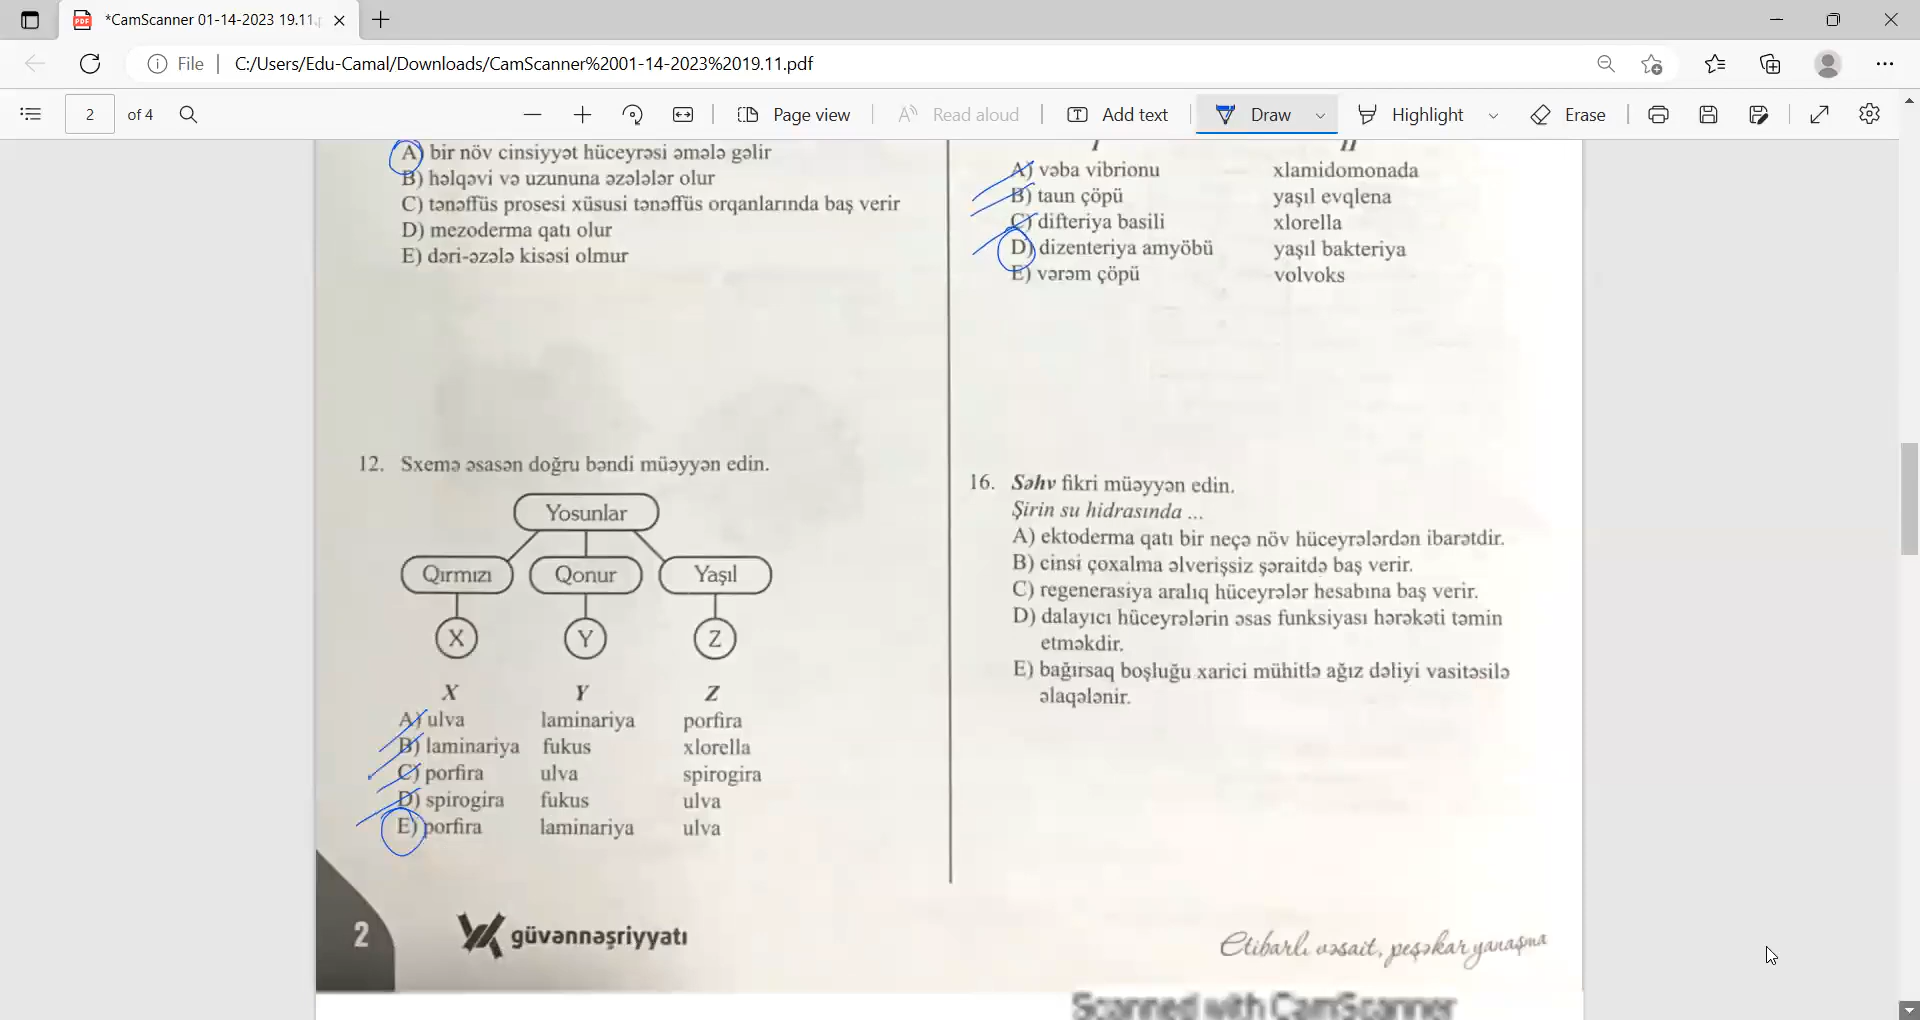 *CamScanner 01-14-2023 19.11.
File
C:/Users/Edu-Camal/Downloads/CamScanner%2001-14-2023%2019.11.pdf
2 of 4
Page view
Read aloud
Add text
Draw
Highlight
Erase
A) bir növ cinsiyyət hüceyrəsi əmələ gəlir
B) həlqəvi və uzununa əzələlər olur
C) tənəffüs prosesi xüsusi tənəffüs orqanlarında baş verir
D) mezoderma qatı olur
E) dəri-əzələ kisəsi olmur
12. Sxemə əsasən doğru bəndi müəyyən edin.
Yosunlar
Qırmızı Qonur Yaşıl
X Y Z
X Y Z
A) ulva laminariya porfira
B) laminariya fukus xlorella
C) porfira ulva spirogira
D) spirogira fukus ulva
E) porfira laminariya ulva
I II
A) vəba vibrionu xlamidomonada
B) taun çöpü yaşıl evqlena
C) difteriya basili xlorella
D) dizenteriya amyöbü yaşıl bakteriya
E) vərəm çöpü volvoks
16. Səhv fikri müəyyən edin.
Şirin su hidrasında ...
A) ektoderma qatı bir neçə növ hüceyrələrdən ibarətdir.
B) cinsi çoxalma əlverişsiz şəraitdə baş verir.
C) regenerasiya aralıq hüceyrələr hesabına baş verir.
D) dalayıcı hüceyrələrin əsas funksiyası hərəkəti təmin
etməkdir.
E) bağırsaq boşluğu xarici mühitlə ağız dəliyi vasitəsilə
əlaqələnir.
2
güvənnəşriyyatı
Etibarlı vəsait, peşəkar yanaşma
Scanned with CamScanner